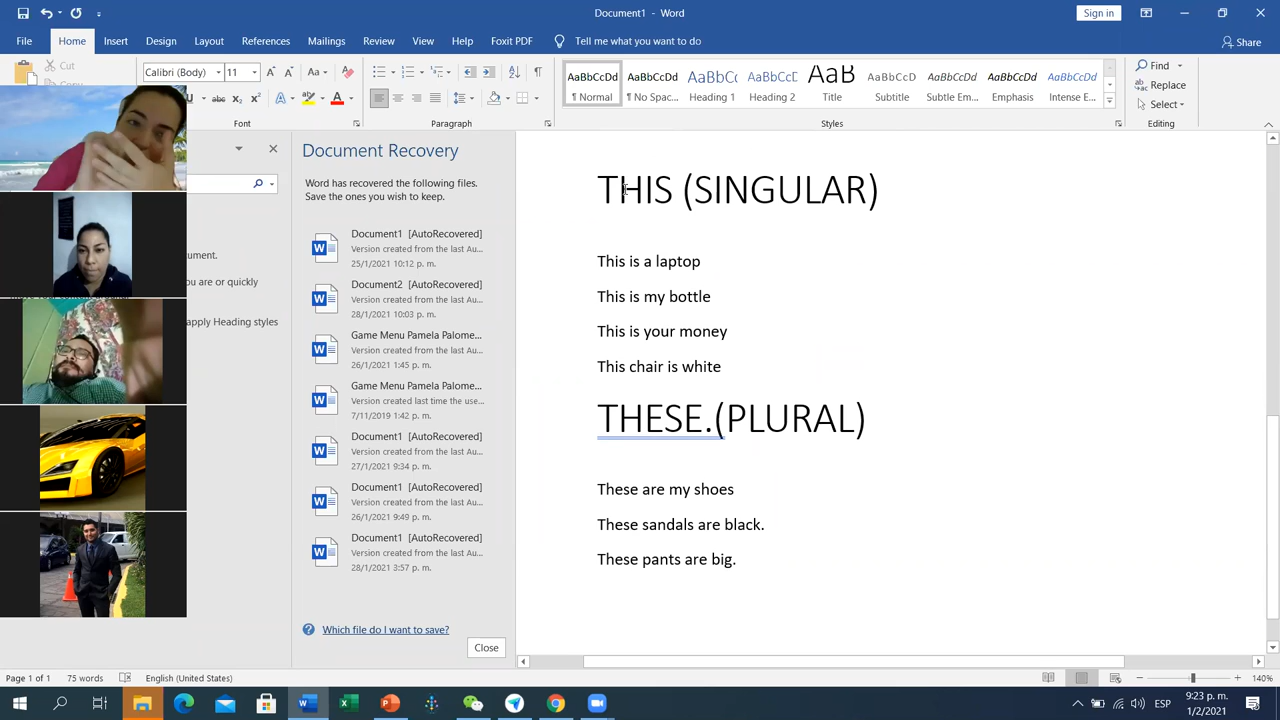 Document1 - Word
Sign in
File Home Insert Design Layout References Mailings Review View Help Foxit PDF Tell me what you want to do Share
Cut
Copy
Calibri (Body) 11
AaBbCcDd AaBbCcDd AaBbC AaBbCcD AaB AaBbCcDd AaBbCcDd AaBbCcDd AaBbCcDd
¶ Normal ¶ No Spac... Heading 1 Heading 2 Title Subtitle Subtle Em... Emphasis Intense E...
Find
Replace
Select
Font Paragraph Styles Editing
Document Recovery
Word has recovered the following files.
Save the ones you wish to keep.
Document1 [AutoRecovered]
Version created from the last Au...
25/1/2021 10:12 p. m.
Document2 [AutoRecovered]
Version created from the last Au...
28/1/2021 10:03 p. m.
Game Menu Pamela Palome...
Version created from the last Au...
26/1/2021 1:45 p. m.
Game Menu Pamela Palome...
Version created last time the use...
7/11/2019 1:42 p. m.
Document1 [AutoRecovered]
Version created from the last Au...
27/1/2021 9:34 p. m.
Document1 [AutoRecovered]
Version created from the last Au...
26/1/2021 9:49 p. m.
Document1 [AutoRecovered]
Version created from the last Au...
28/1/2021 3:57 p. m.
Which file do I want to save?
Close
cument.
you are or quickly
apply Heading styles
THIS (SINGULAR)
This is a laptop
This is my bottle
This is your money
This chair is white
THESE.(PLURAL)
These are my shoes
These sandals are black.
These pants are big.
Page 1 of 1 75 words English (United States) 140%
ESP
9:23 p. m.
1/2/2021